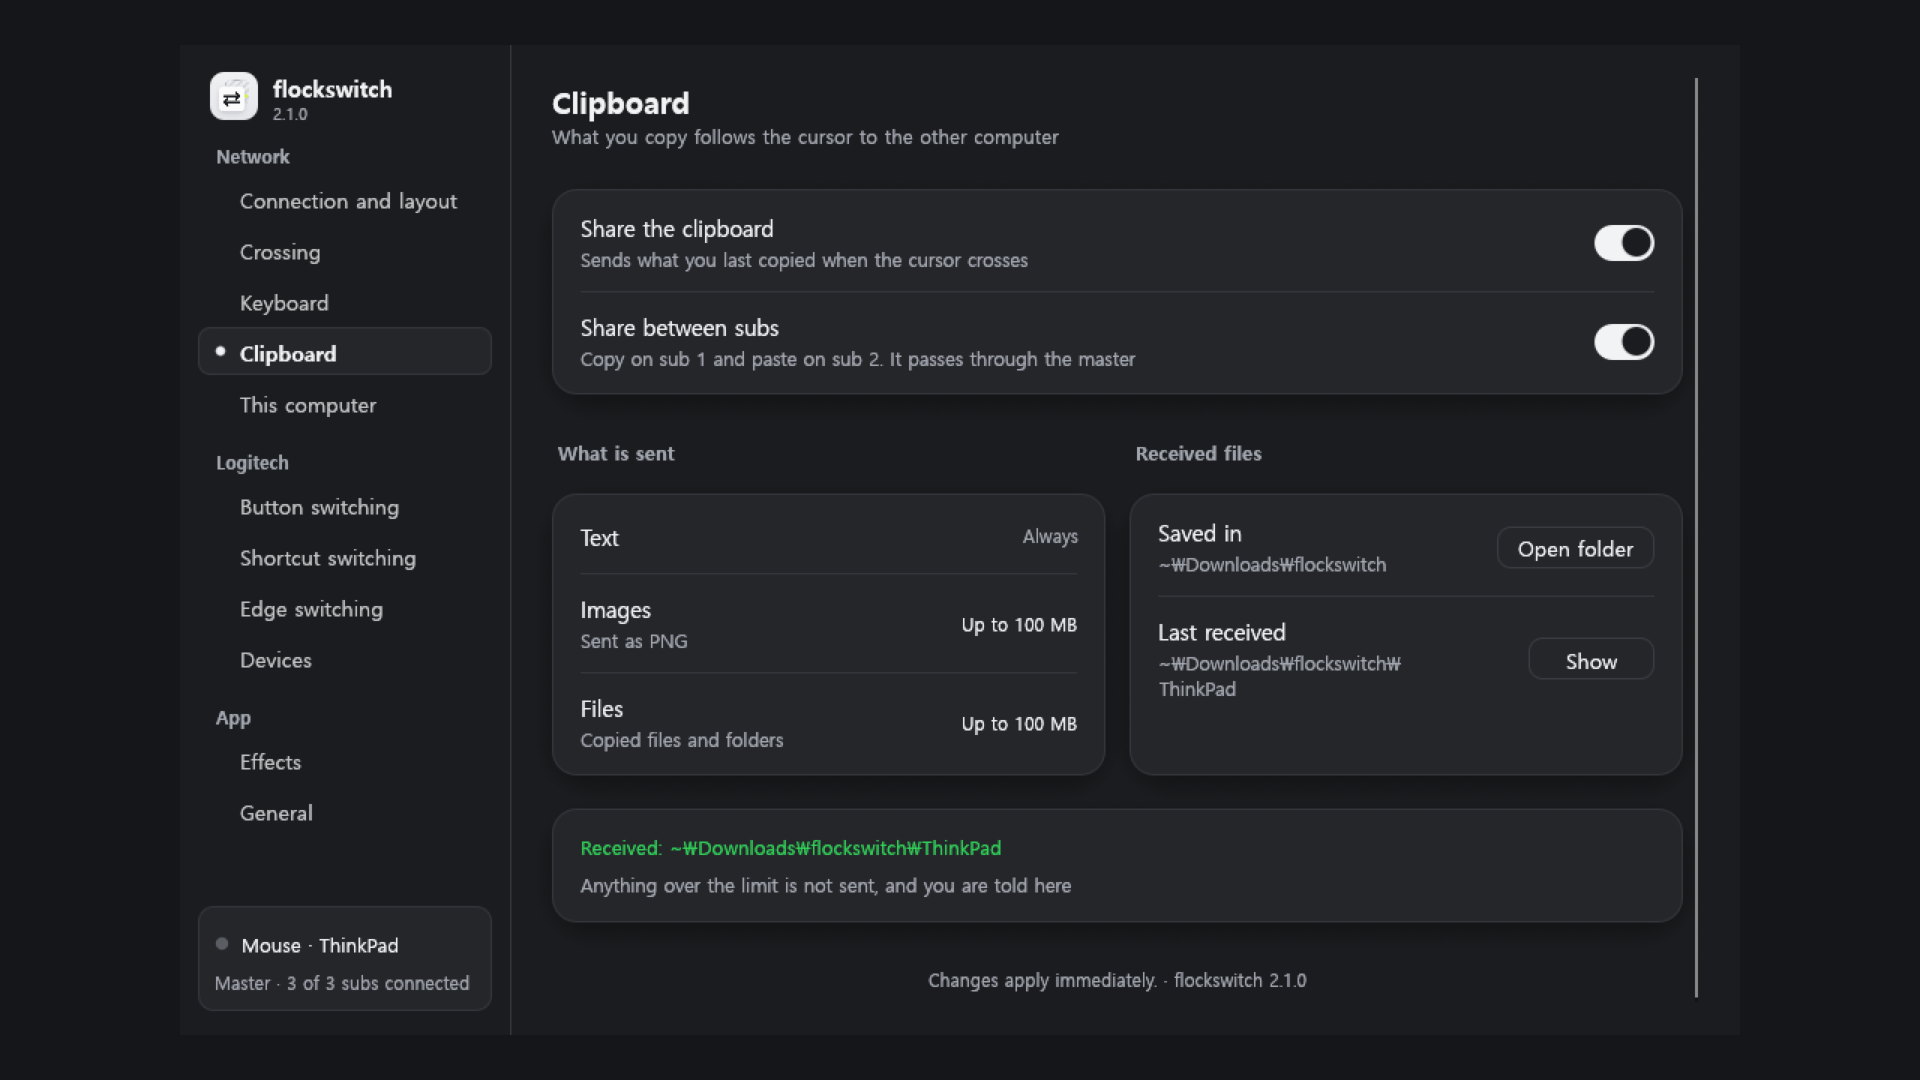 flockswitch
2.1.0
Network
Connection and layout
Crossing
Keyboard
Clipboard
This computer
Logitech
Button switching
Shortcut switching
Edge switching
Devices
App
Effects
General
Mouse · ThinkPad
Master · 3 of 3 subs connected
Clipboard
What you copy follows the cursor to the other computer
Share the clipboard
Sends what you last copied when the cursor crosses
Share between subs
Copy on sub 1 and paste on sub 2. It passes through the master
What is sent
Text
Always
Images
Sent as PNG
Up to 100 MB
Files
Copied files and folders
Up to 100 MB
Received files
Saved in
~₩Downloads₩flockswitch
Open folder
Last received
~₩Downloads₩flockswitch₩
ThinkPad
Show
Received: ~₩Downloads₩flockswitch₩ThinkPad
Anything over the limit is not sent, and you are told here
Changes apply immediately. · flockswitch 2.1.0